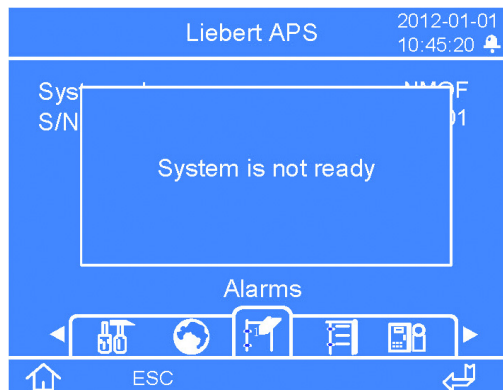 Liebert APS
2012-01-01
10:45:20
S/N
System is not ready
Alarms
ESC